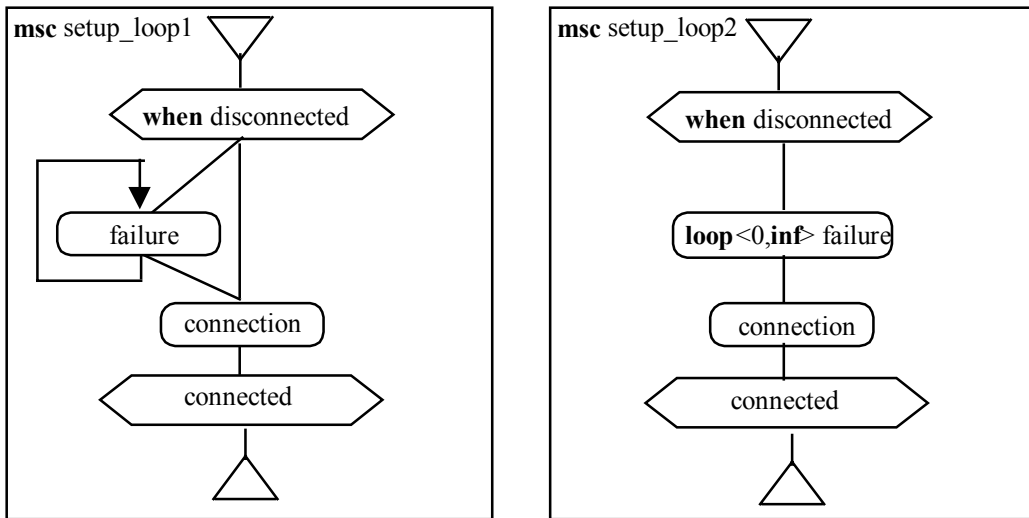 msc setup_loop1
when disconnected
failure
connection
connected
msc setup_loop2
when disconnected
loop <0,inf> failure
connection
connected